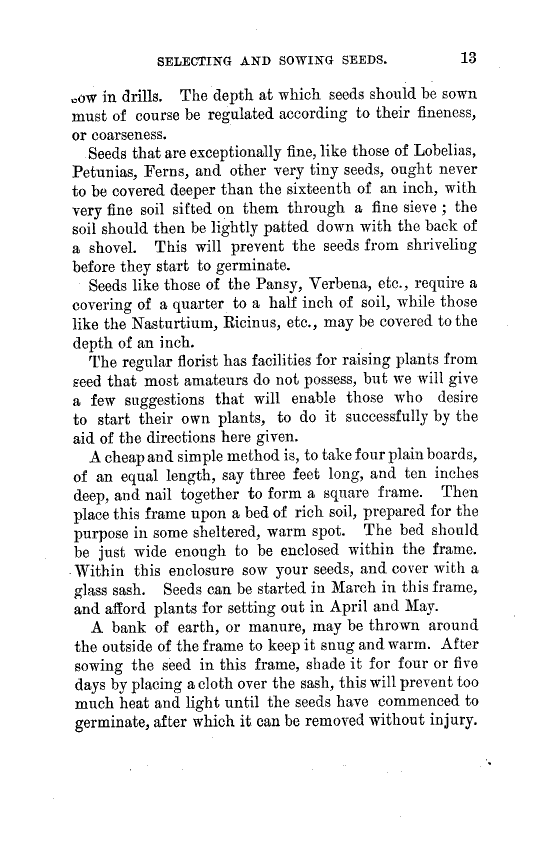 SELECTING AND SOWING SEEDS. 13
sow in drills. The depth at which seeds should be sown
must of course be regulated according to their fineness,
or coarseness.
Seeds that are exceptionally fine, like those of Lobelias,
Petunias, Ferns, and other very tiny seeds, ought never
to be covered deeper than the sixteenth of an inch, with
very fine soil sifted on them through a fine sieve ; the
soil should then be lightly patted down with the back of
a shovel. This will prevent the seeds from shriveling
before they start to germinate.
Seeds like those of the Pansy, Verbena, etc., require a
covering of a quarter to a half inch of soil, while those
like the Nasturtium, Ricinus, etc., may be covered to the
depth of an inch.
The regular florist has facilities for raising plants from
seed that most amateurs do not possess, but we will give
a few suggestions that will enable those who desire
to start their own plants, to do it successfully by the
aid of the directions here given.
A cheap and simple method is, to take four plain boards,
of an equal length, say three feet long, and ten inches
deep, and nail together to form a square frame. Then
place this frame upon a bed of rich soil, prepared for the
purpose in some sheltered, warm spot. The bed should
be just wide enough to be enclosed within the frame.
Within this enclosure sow your seeds, and cover with a
glass sash. Seeds can be started in March in this frame,
and afford plants for setting out in April and May.
A bank of earth, or manure, may be thrown around
the outside of the frame to keep it snug and warm. After
sowing the seed in this frame, shade it for four or five
days by placing a cloth over the sash, this will prevent too
much heat and light until the seeds have commenced to
germinate, after which it can be removed without injury.